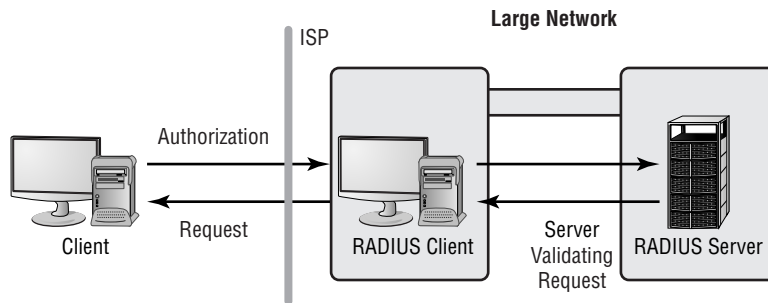 Large Network
ISP
Authorization
Request
Client
RADIUS Client
Server
Validating
Request
RADIUS Server